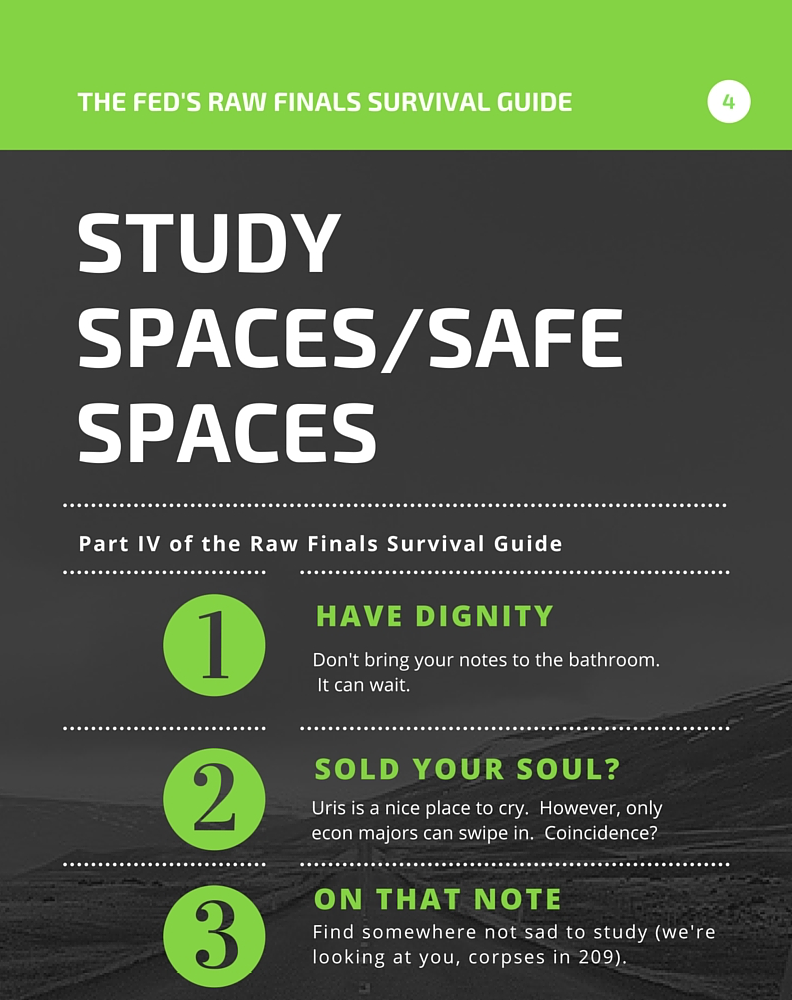 THE FED'S RAW FINALS SURVIVAL GUIDE
4
STUDY
SPACES/SAFE
SPACES
Part IV of the Raw Finals Survival Guide
1
HAVE DIGNITY
Don't bring your notes to the bathroom.
It can wait.
2
SOLD YOUR SOUL?
Uris is a nice place to cry.  However, only
econ majors can swipe in.  Coincidence?
3
ON THAT NOTE
Find somewhere not sad to study (we're
looking at you, corpses in 209).